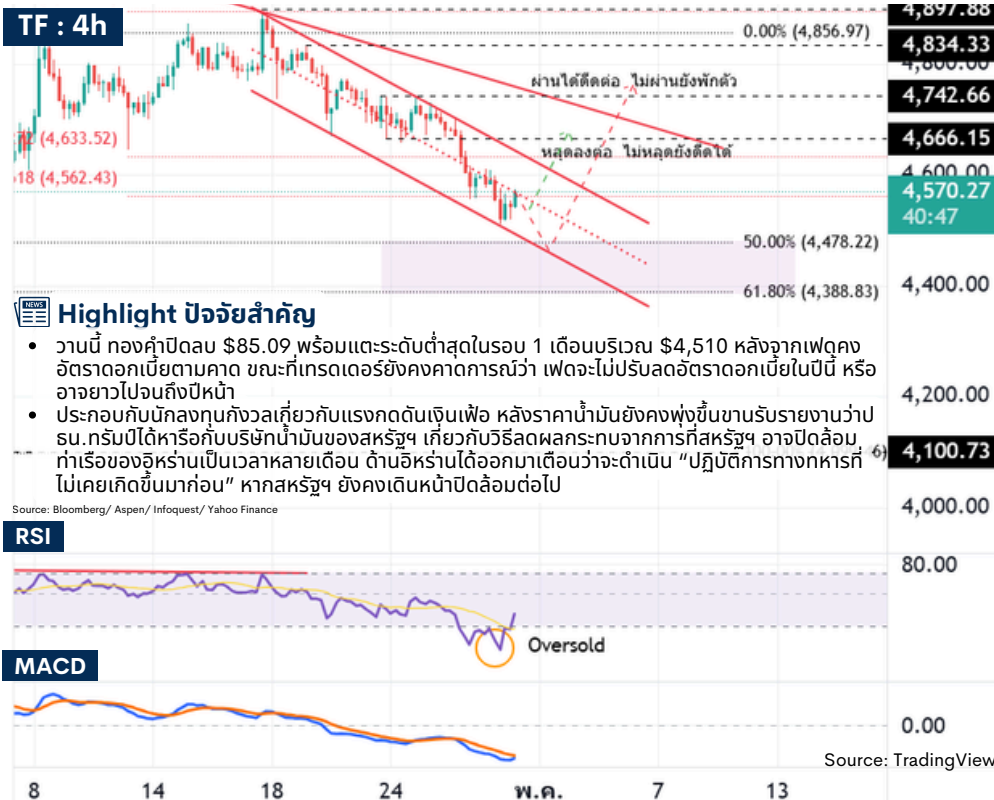 TF : 4h
4,897.88
0.00% (4,856.97)
4,834.33
4,800.00
ผ่านได้ดีดต่อ ไม่ผ่านยังพักตัว
4,742.66
(4,633.52)
4,666.15
หลุดลงต่อ ไม่หลุดยังดีดได้
4,600.00
18 (4,562.43)
4,570.27
40:47
50.00% (4,478.22)
61.80% (4,388.83)
4,400.00
NEWS
Highlight ปัจจัยสำคัญ
• วานนี้ ทองคำปิดลบ $85.09 พร้อมแตะระดับต่ำสุดในรอบ 1 เดือนบริเวณ $4,510 หลังจากเฟดคง
อัตราดอกเบี้ยตามคาด ขณะที่เทรดเดอร์ยังคงคาดการณ์ว่า เฟดจะไม่ปรับลดอัตราดอกเบี้ยในปีนี้ หรือ
อาจยาวไปจนถึงปีหน้า
• ประกอบกับนักลงทุนกังวลเกี่ยวกับแรงกดดันเงินเฟ้อ หลังราคาน้ำมันยังคงพุ่งขึ้นขานรับรายงานว่าป
ธน.ทรัมป์ได้หารือกับบริษัทน้ำมันของสหรัฐฯ เกี่ยวกับวิธีลดผลกระทบจากการที่สหรัฐฯ อาจปิดล้อม
ท่าเรือของอิหร่านเป็นเวลาหลายเดือน ด้านอิหร่านได้ออกมาเตือนว่าจะดำเนิน “ปฏิบัติการทางทหารที่
ไม่เคยเกิดขึ้นมาก่อน” หากสหรัฐฯ ยังคงเดินหน้าปิดล้อมต่อไป
4,200.00
6)
4,100.73
4,000.00
Source: Bloomberg/ Aspen/ Infoquest/ Yahoo Finance
RSI
80.00
Oversold
MACD
0.00
Source: TradingView
8 14 18 24 พ.ค. 7 13